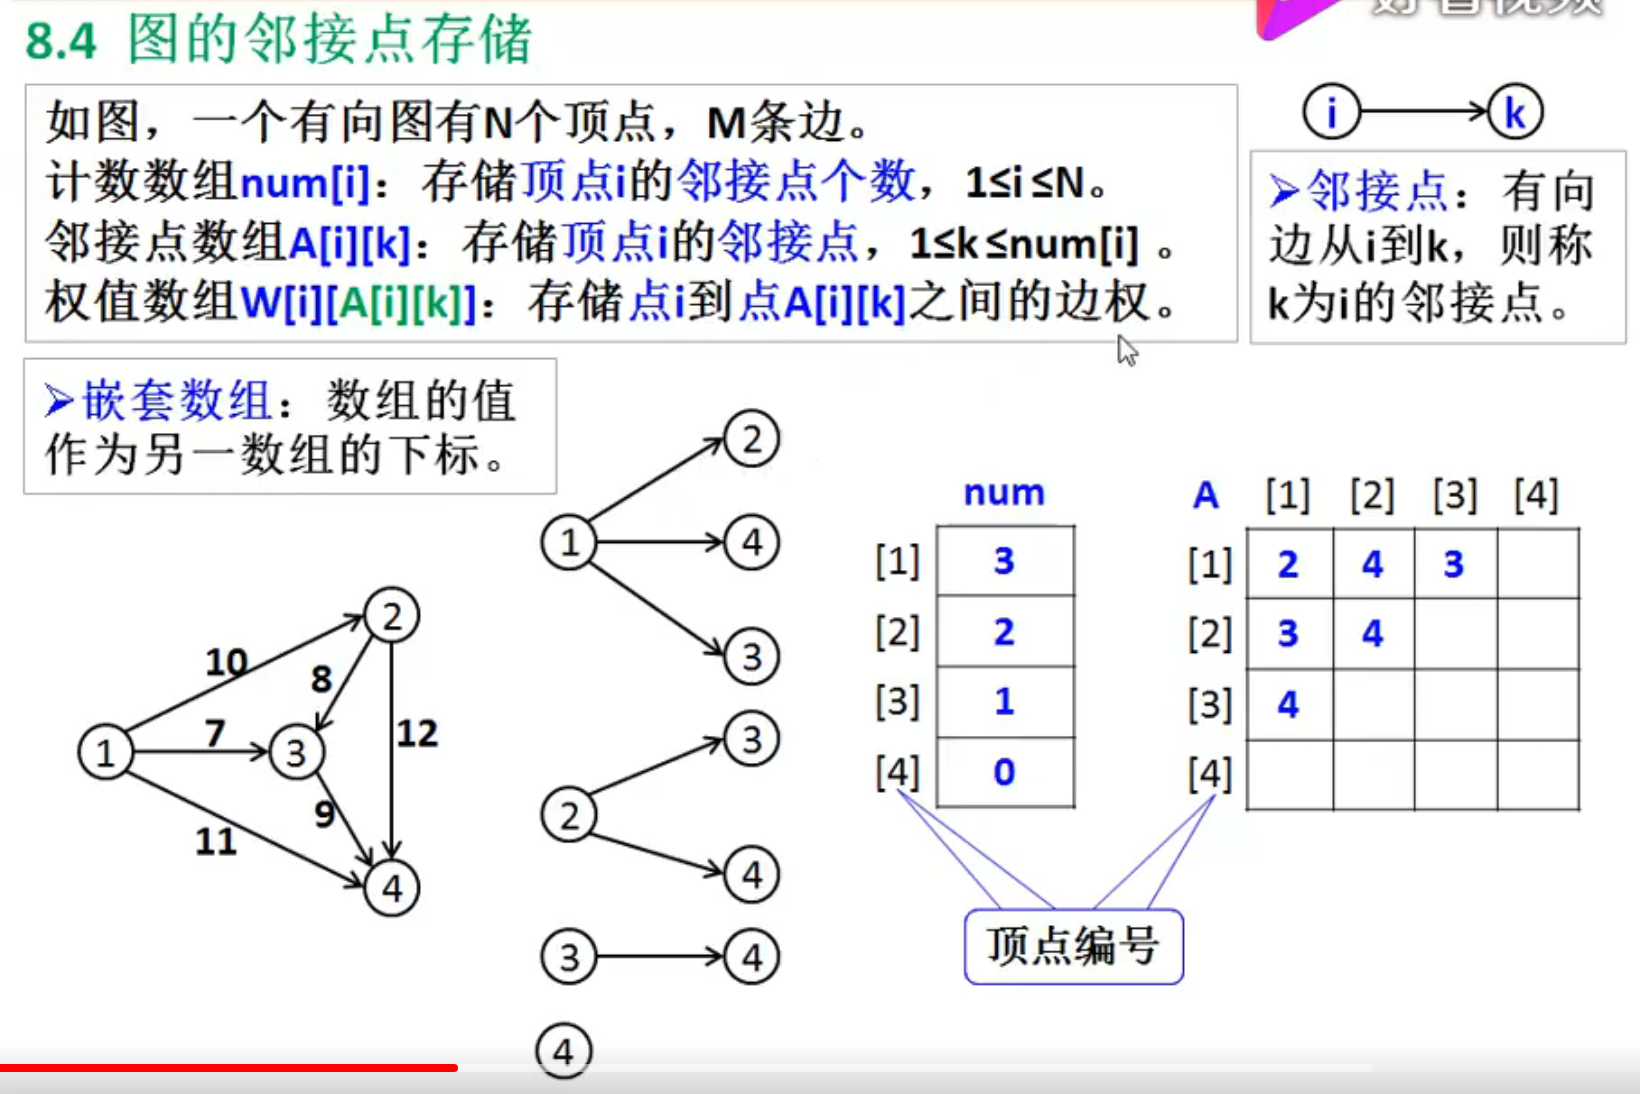 8.4 图的邻接点存储
如图，一个有向图有N个顶点，M条边。
计数数组num[i]：存储顶点i的邻接点个数，1≤i ≤N。
邻接点数组A[i][k]：存储顶点i的邻接点，1≤k ≤num[i] 。
权值数组W[i][A[i][k]]：存储点i到点A[i][k]之间的边权。
i k
➢邻接点：有向
边从i到k，则称
k为i的邻接点。
➢嵌套数组：数组的值
作为另一数组的下标。
1 2 3 4
10 8 7 12 9 11
1 2 4 3
2 3 4
3 4
4
num
[1] 3
[2] 2
[3] 1
[4] 0
A [1] [2] [3] [4]
[1] 2 4 3
[2] 3 4
[3] 4
[4]
顶点编号